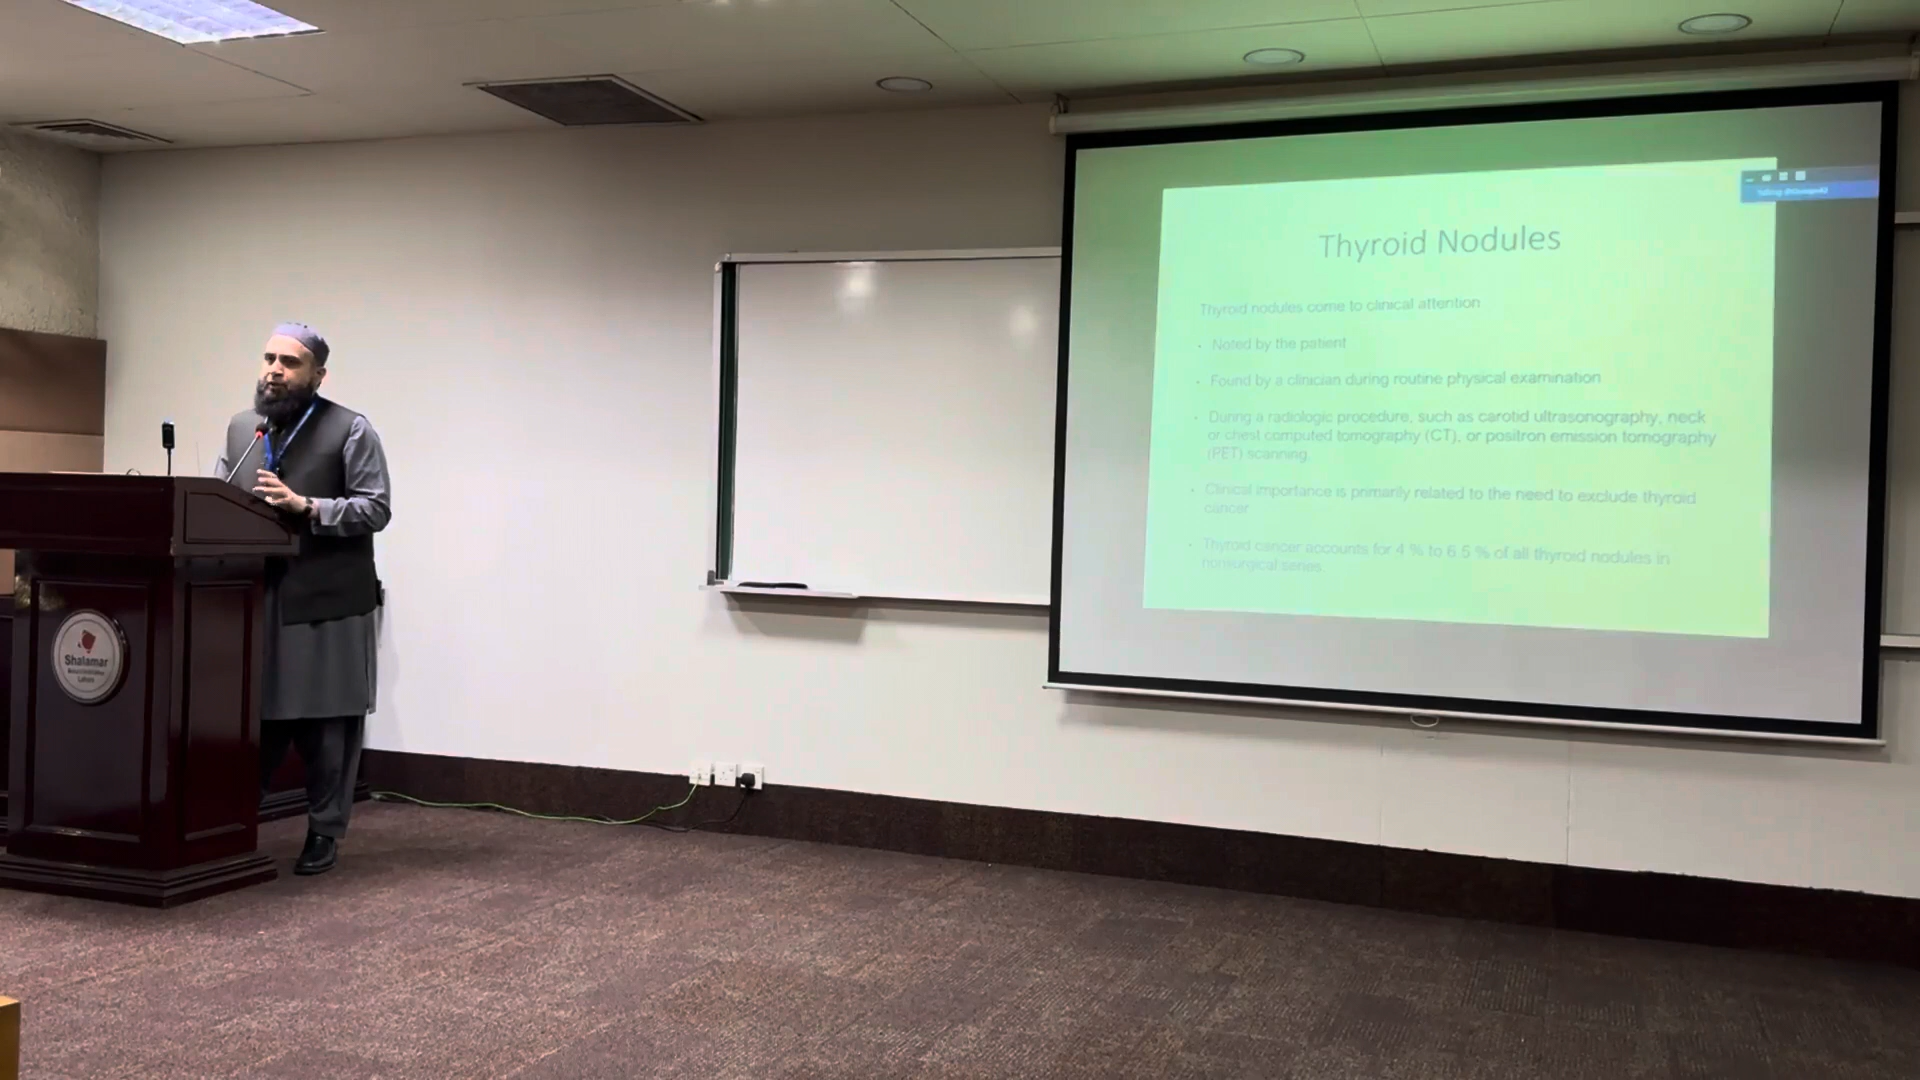 Thyroid Nodules
Thyroid nodules come to clinical attention
• Noted by the patient
• Found by a clinician during routine physical examination
• During a radiologic procedure, such as carotid ultrasonography, neck
or chest computed tomography (CT), or positron emission tomography
(PET) scanning.
• Clinical importance is primarily related to the need to exclude thyroid
cancer
• Thyroid cancer accounts for 4 % to 6.5 % of all thyroid nodules in
nonsurgical series.
Shalamar
Lahore